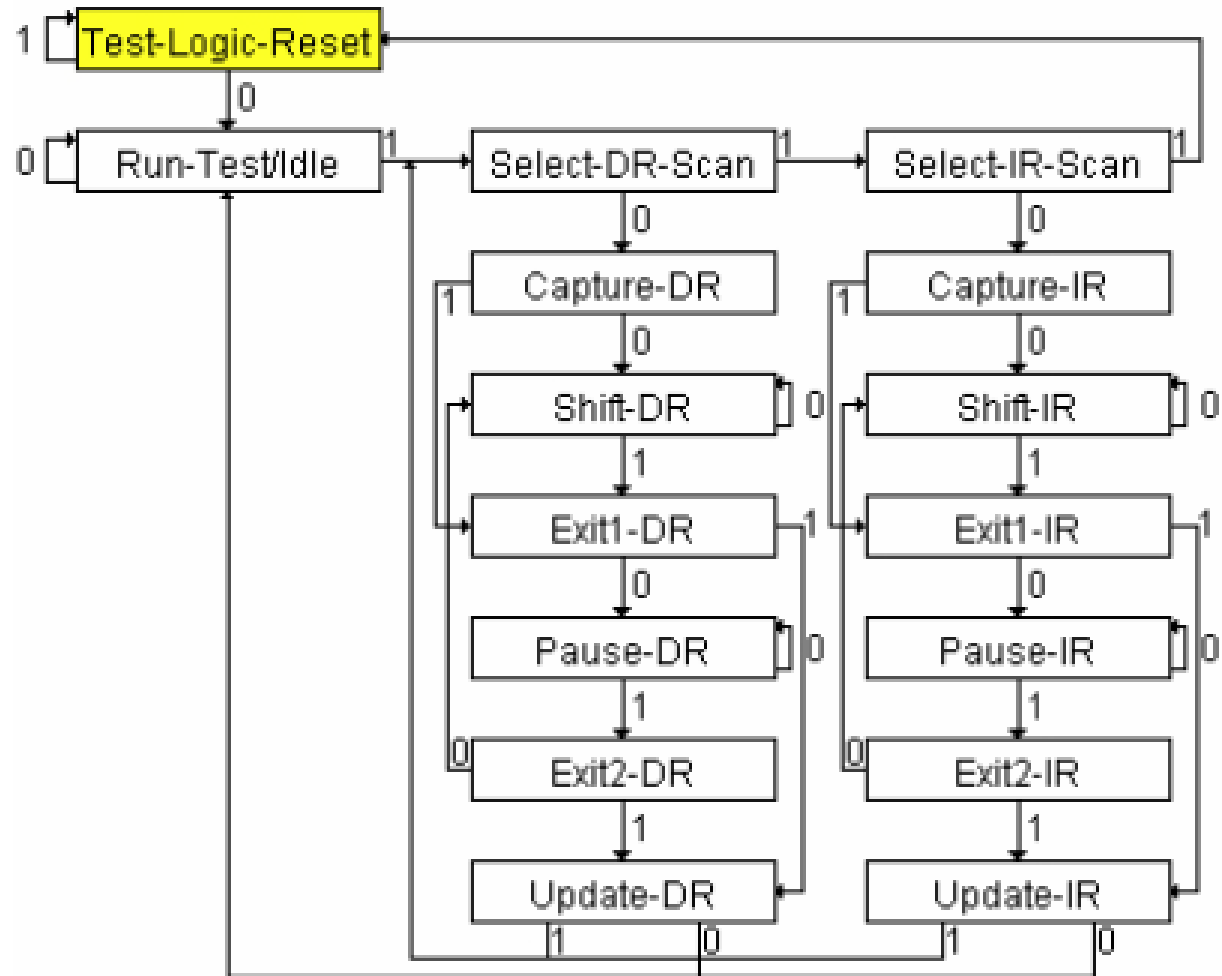 1 Test-Logic-Reset
0
0 Run-Test/Idle 1 Select-DR-Scan 1 Select-IR-Scan 1
0 0
Capture-DR Capture-IR
1 1
0 0
Shift-DR 0 Shift-IR 0
1 1
Exit1-DR 1 Exit1-IR 1
0 0
Pause-DR 0 Pause-IR 0
1 1
0 Exit2-DR 0 Exit2-IR
1 1
Update-DR Update-IR
1 0 1 0